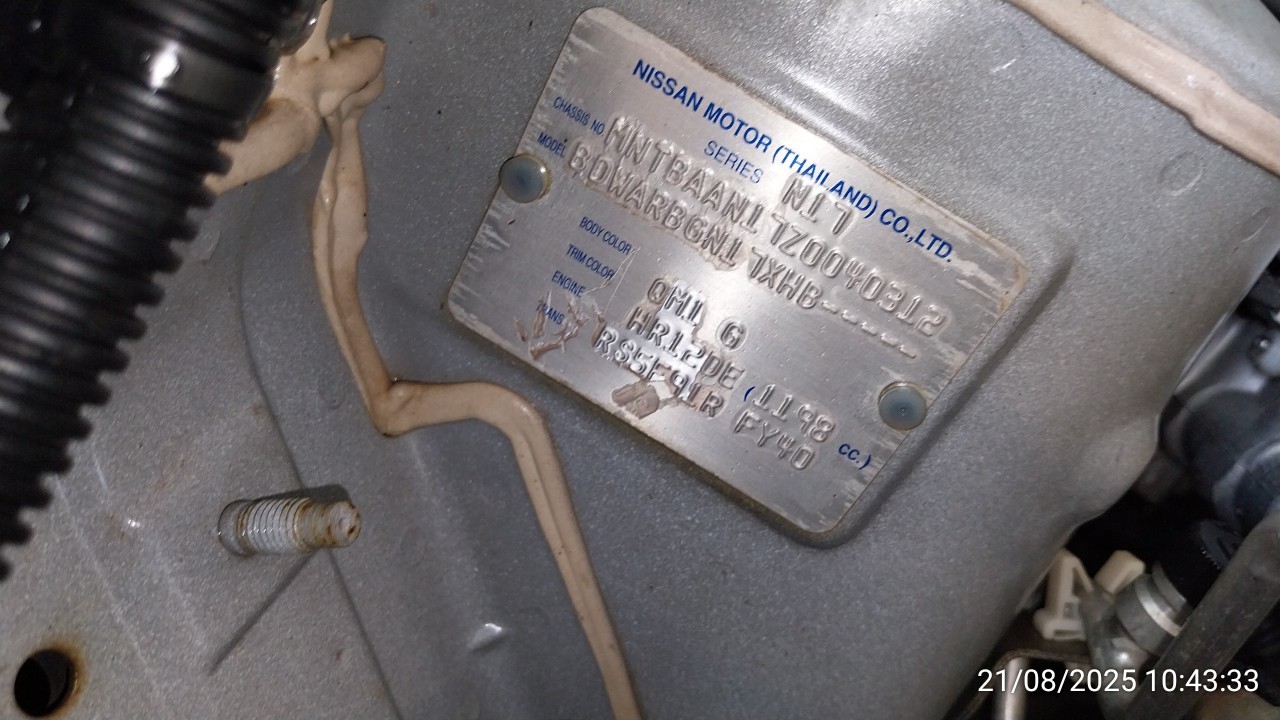 NISSAN MOTOR (THAILAND) CO.,LTD.
SERIES N17
CHASSIS NO MNTBAAN17Z0040312
MODEL BDWARBGN17XHB-----
BODY COLOR
TRIM COLOR
ENGINE
TRANS
QM1 G
HR12DE (1198 cc.)
RS5F91R FY40
21/08/2025 10:43:33